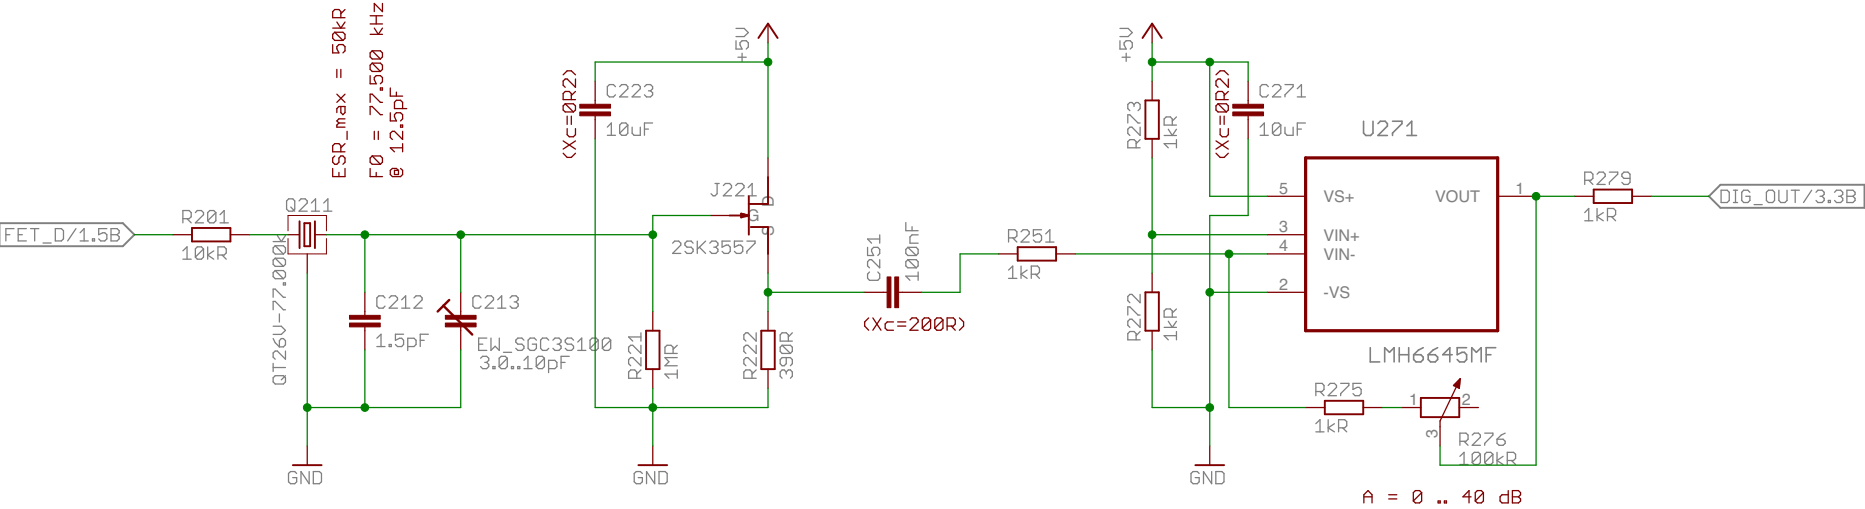 ESR_max = 50kR
F0 = 77.500 kHz
@ 12.5pF
FET_D/1.5B
R201
10kR
Q211
QT26V-77.000k
C212
1.5pF
C213
EW_SGC3S100
3.0..10pF
(Xc=0R2)
C223
10uF
+5V
J221
D
G
S
2SK3557
R221
1MR
R222
390R
C251
100nF
(Xc=200R)
R251
1kR
+5V
R273
1kR
(Xc=0R2)
C271
10uF
R272
1kR
U271
5
VS+
VOUT
1
3
VIN+
4
VIN-
2
-VS
LMH6645MF
R279
1kR
DIG_OUT/3.3B
R275
1kR
1
2
3
R276
100kR
A = 0 .. 40 dB
GND
GND
GND